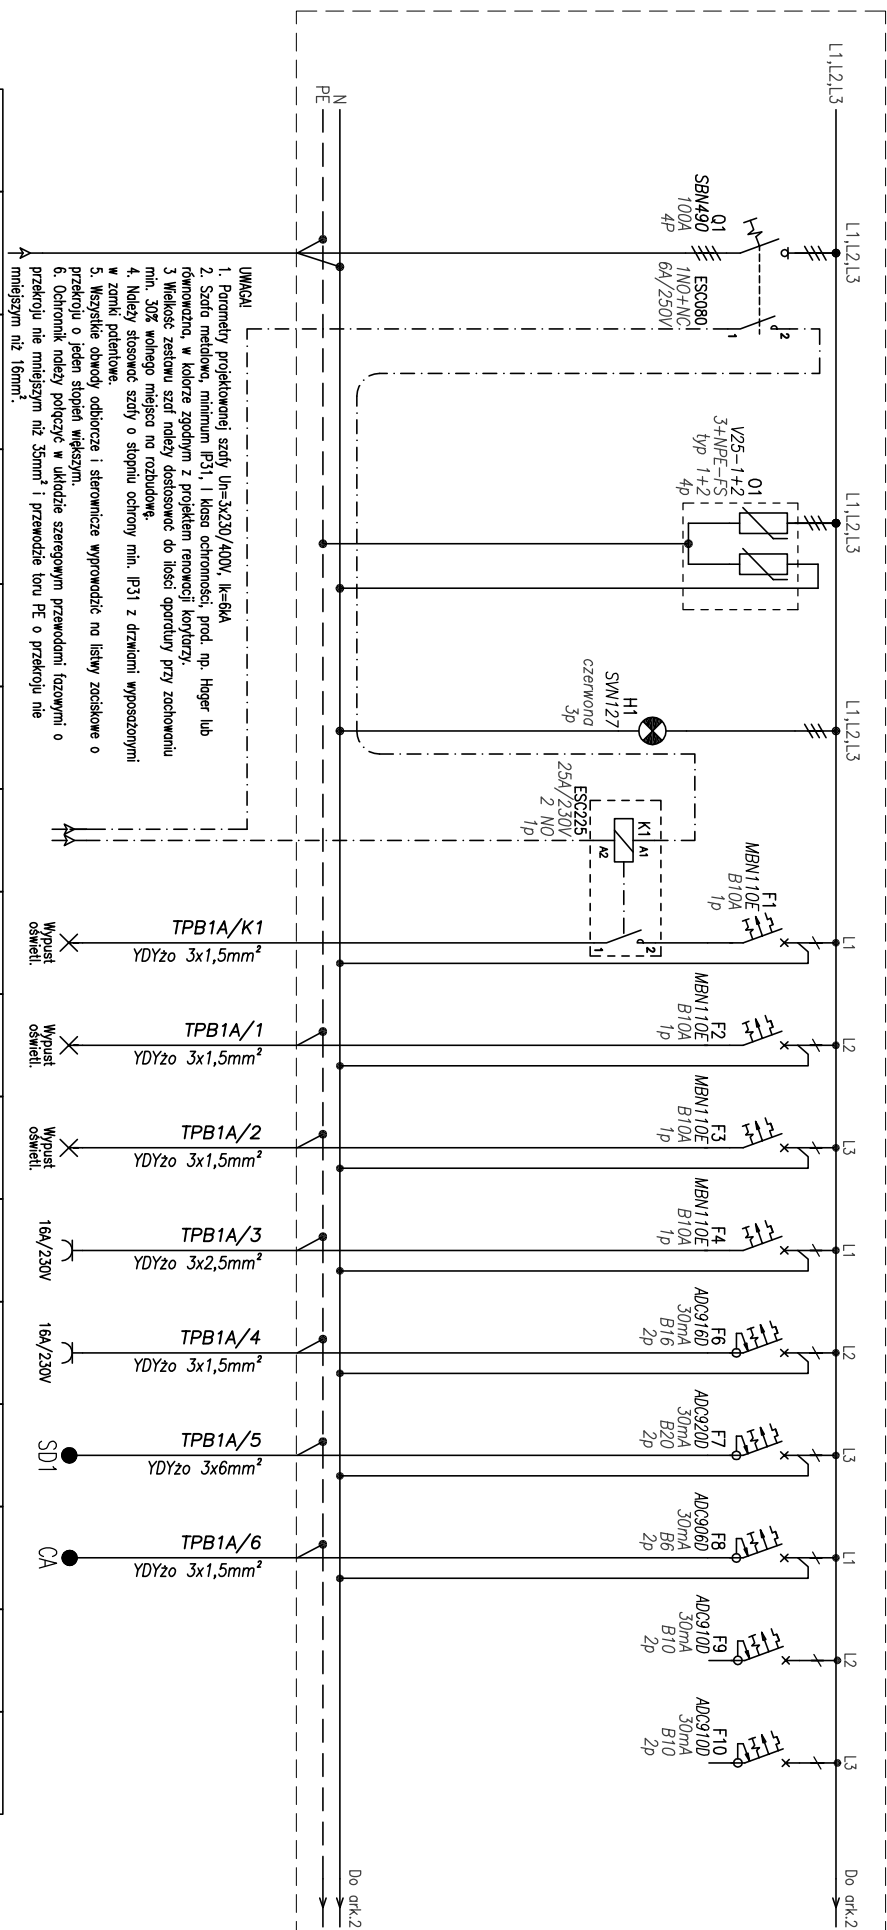 L1,L2,L3
N
PE
L1,L2,L3
Q1
SBN490
100A
4P
ESC080
1NO+NC
6A/250V
1
2
L1,L2,L3
O1
V25-1+2
3+NPE-FS
typ 1+2
4p
L1,L2,L3
H1
SVN127
czerwona
3p
K1
A1
A2
ESC225
25A/230V
2 NO
1p
1
2
L1
F1
MBN110E
B10A
1p
TPB1A/K1
YDYżo 3x1,5mm²
Wypust
oświetl.
L2
F2
MBN110E
B10A
1p
TPB1A/1
YDYżo 3x1,5mm²
Wypust
oświetl.
L3
F3
MBN110E
B10A
1p
TPB1A/2
YDYżo 3x1,5mm²
Wypust
oświetl.
L1
F4
MBN110E
B10A
1p
TPB1A/3
YDYżo 3x2,5mm²
16A/230V
L2
F6
ADC916D
30mA
B16
2p
TPB1A/4
YDYżo 3x1,5mm²
16A/230V
L3
F7
ADC920D
30mA
B20
2p
TPB1A/5
YDYżo 3x6mm²
SD1
L1
F8
ADC906D
30mA
B6
2p
TPB1A/6
YDYżo 3x1,5mm²
CA
L2
F9
ADC910D
30mA
B10
2p
L3
F10
ADC910D
30mA
B10
2p
Do ark.2
Do ark.2
UWAGA!
1. Parametry projektowanej szafy Un=3x230/400V, Ik=6kA
2. Szafa metalowa, minimum IP31, I klasa ochronności, prod. np. Hager lub
równoważna, w kolorze zgodnym z projektem renowacji korytarzy.
3 Wielkość zestawu szaf należy dostosować do ilości aparatury przy zachowaniu
min. 30% wolnego miejsca na rozbudowę.
4. Należy stosować szafy o stopniu ochrony min. IP31 z drzwiami wyposażonymi
w zamki patentowe.
5. Wszystkie obwody odbiorcze i sterownicze wyprowadzić na listwy zaciskowe o
przekroju o jeden stopień większym.
6. Ochronnik należy połączyć w układzie szeregowym przewodami fazowymi o
przekroju nie mniejszym niż 35mm² i przewodzie toru PE o przekroju nie
mniejszym niż 16mm².